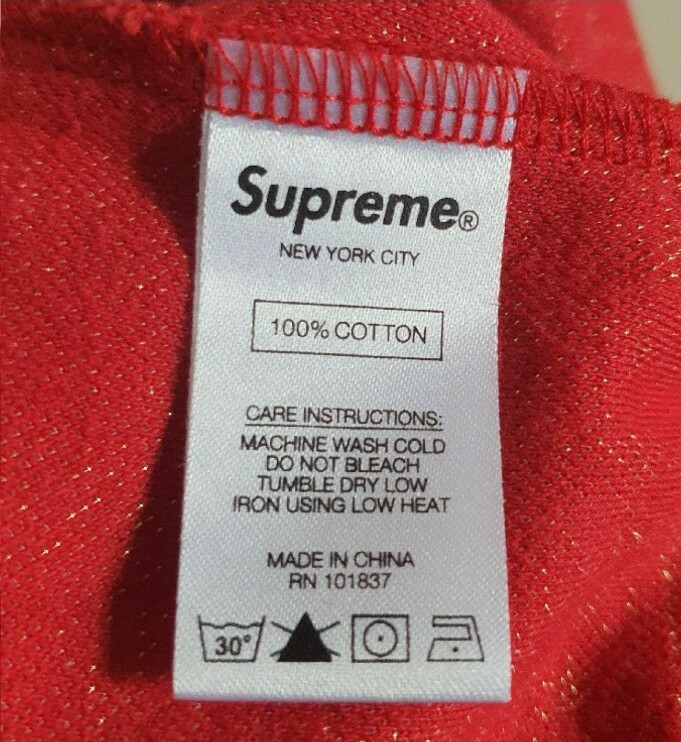 Supreme®
NEW YORK CITY
100% COTTON
CARE INSTRUCTIONS:
MACHINE WASH COLD
DO NOT BLEACH
TUMBLE DRY LOW
IRON USING LOW HEAT
MADE IN CHINA
RN 101837
30°